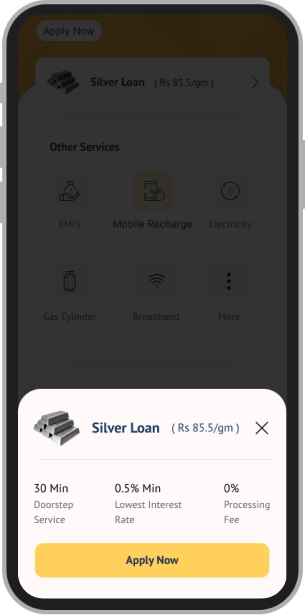 Apply Now
Silver Loan ( Rs 85.5/gm )
Other Services
EMI's Mobile Recharge Electricity
Gas Cylinder Broadband More
Silver Loan ( Rs 85.5/gm )
30 Min 0.5% Min 0%
Doorstep Lowest Interest Processing
Service Rate Fee
Apply Now